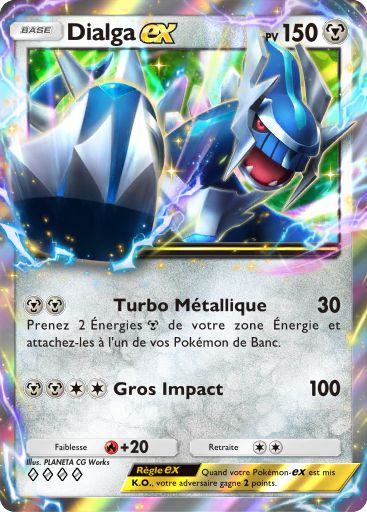 BASE Dialga ex PV 150
Turbo Métallique 30
Prenez 2 Énergies de votre zone Énergie et
attachez-les à l'un de vos Pokémon de Banc.
Gros Impact 100
Faiblesse +20 Retraite
Illus. PLANETA CG Works
Règle ex Quand votre Pokémon-ex est mis
K.O., votre adversaire gagne 2 points.